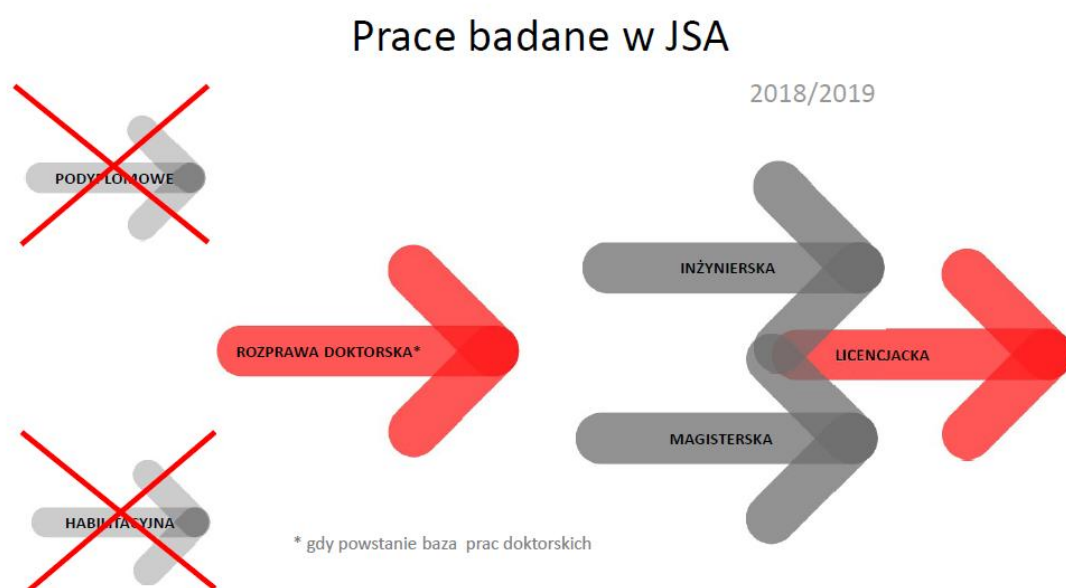 Prace badane w JSA
2018/2019
PODYPLOMOWE
INŻYNIERSKA
ROZPRAWA DOKTORSKA*
LICENCJACKA
MAGISTERSKA
HABILITACYJNA
* gdy powstanie baza prac doktorskich